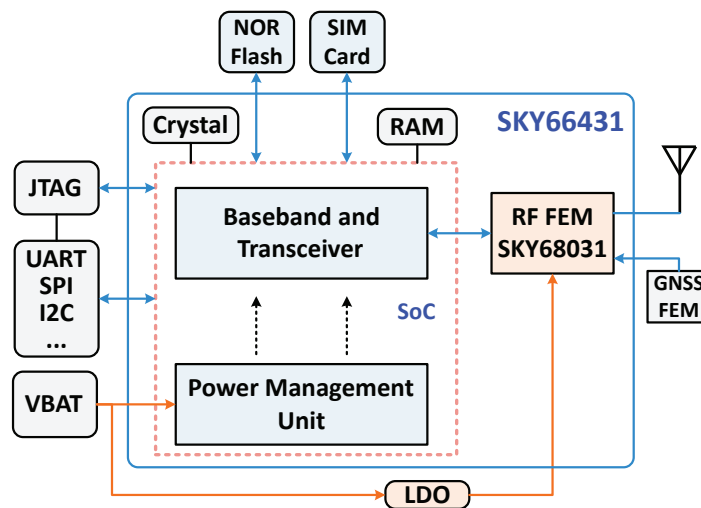 NOR
Flash
SIM
Card
SKY66431
Crystal
RAM
JTAG
Baseband and
Transceiver
RF FEM
SKY68031
UART
SPI
I2C
...
GNSS
FEM
SoC
VBAT
Power Management
Unit
LDO